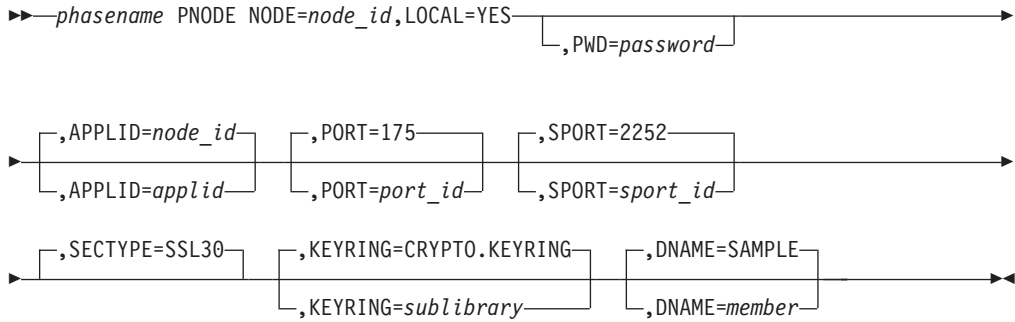 phasename PNODE NODE=node_id,LOCAL=YES
,PWD=password
,APPLID=node_id ,PORT=175 ,SPORT=2252
,APPLID=applid ,PORT=port_id ,SPORT=sport_id
,SECTYPE=SSL30 ,KEYRING=CRYPTO.KEYRING ,DNAME=SAMPLE
,KEYRING=sublibrary ,DNAME=member